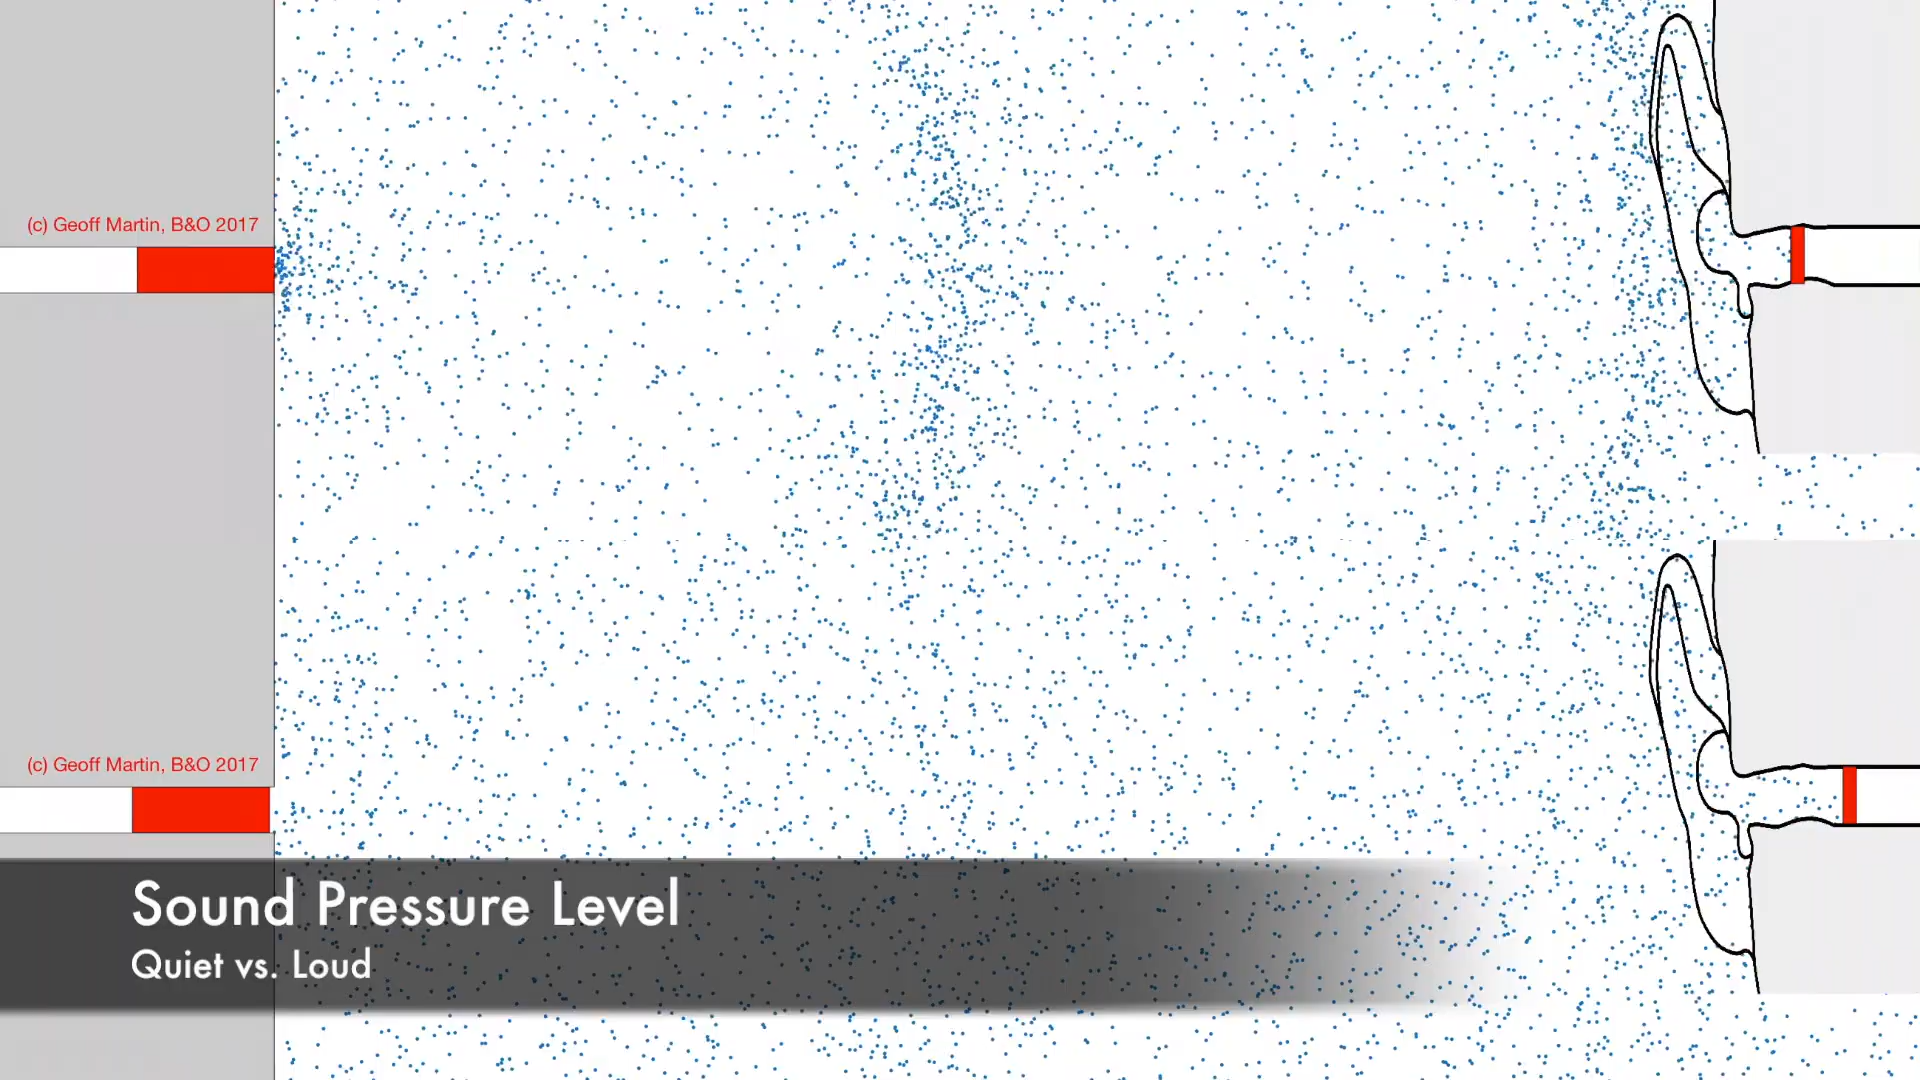 (c) Geoff Martin, B&O 2017
(c) Geoff Martin, B&O 2017
Sound Pressure Level
Quiet vs. Loud